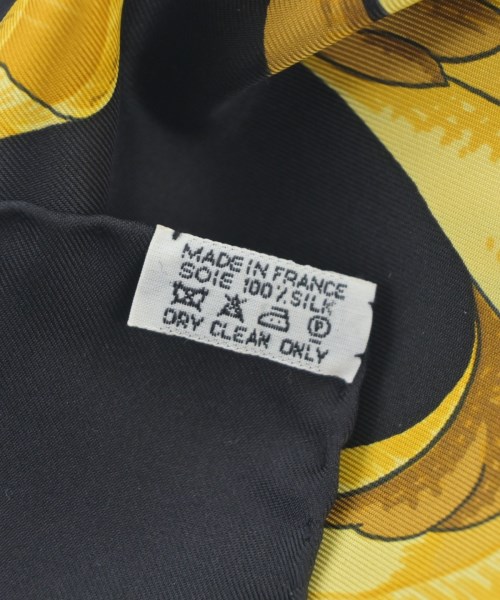 MADE IN FRANCE
SOIE 100% SILK
P
DRY CLEAN ONLY